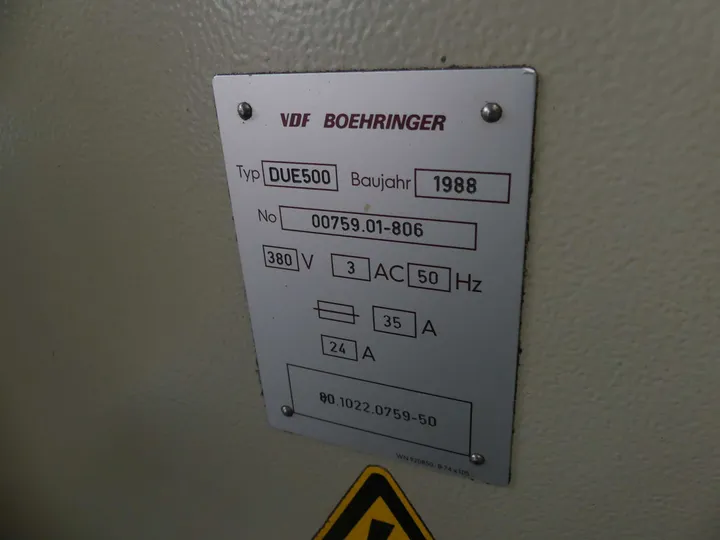 VDF BOEHRINGER
Typ DUE500 Baujahr 1988
No 00759.01-806
380 V 3 AC 50 Hz
35 A
24 A
80.1022.0759-50